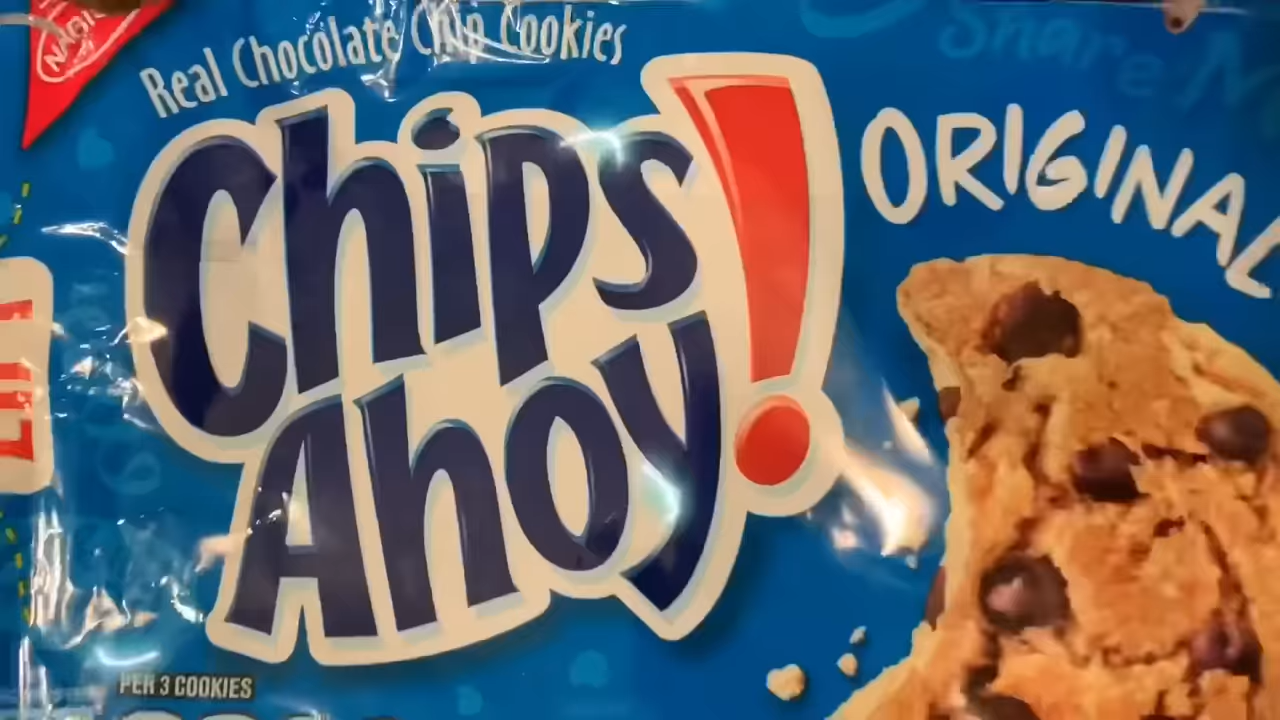 Real Chocolate Chip Cookies
Chips
Ahoy!
ORIGINAL
PER 3 COOKIES